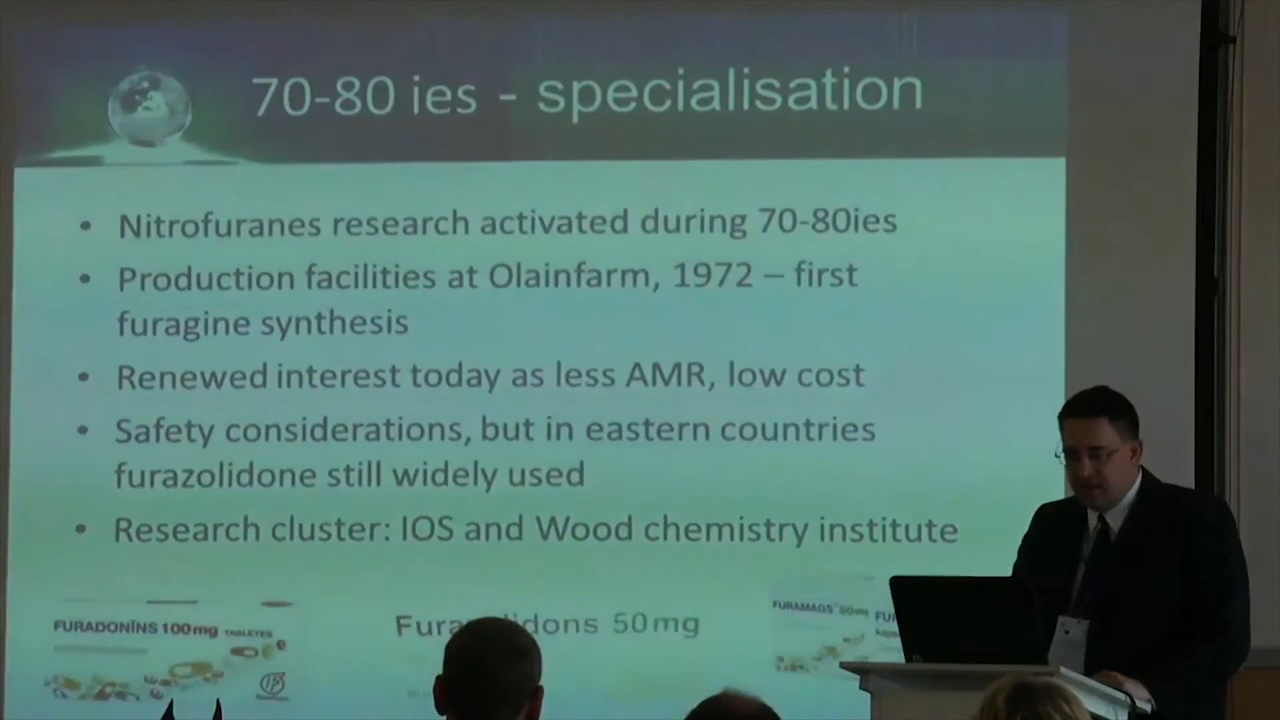 70-80 ies - specialisation
• Nitrofuranes research activated during 70-80ies
• Production facilities at Olainfarm, 1972 – first
furagine synthesis
• Renewed interest today as less AMR, low cost
• Safety considerations, but in eastern countries
furazolidone still widely used
• Research cluster: IOS and Wood chemistry institute
FURADONĪNS 100mg TABLETES
50mg
FURAMAGS 50mg